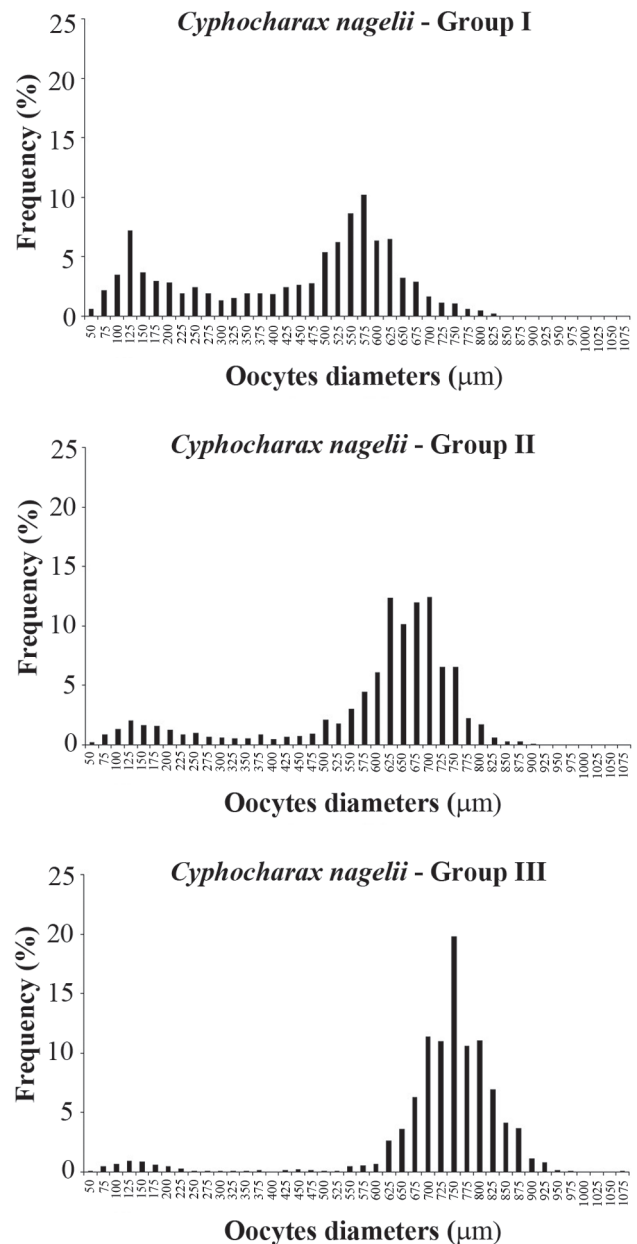 Cyphocharax nagelii - Group I
Frequency (%)
25
20
15
10
5
0
50 75 100 125 150 175 200 225 250 275 300 325 350 375 400 425 450 475 500 525 550 575 600 625 650 675 700 725 750 775 800 825 850 875 900 925 950 975 1000 1025 1050 1075
Oocytes diameters (µm)
Cyphocharax nagelii - Group II
Frequency (%)
25
20
15
10
5
0
50 75 100 125 150 175 200 225 250 275 300 325 350 375 400 425 450 475 500 525 550 575 600 625 650 675 700 725 750 775 800 825 850 875 900 925 950 975 1000 1025 1050 1075
Oocytes diameters (µm)
Cyphocharax nagelii - Group III
Frequency (%)
25
20
15
10
5
0
50 75 100 125 150 175 200 225 250 275 300 325 350 375 400 425 450 475 500 525 550 575 600 625 650 675 700 725 750 775 800 825 850 875 900 925 950 975 1000 1025 1050 1075
Oocytes diameters (µm)